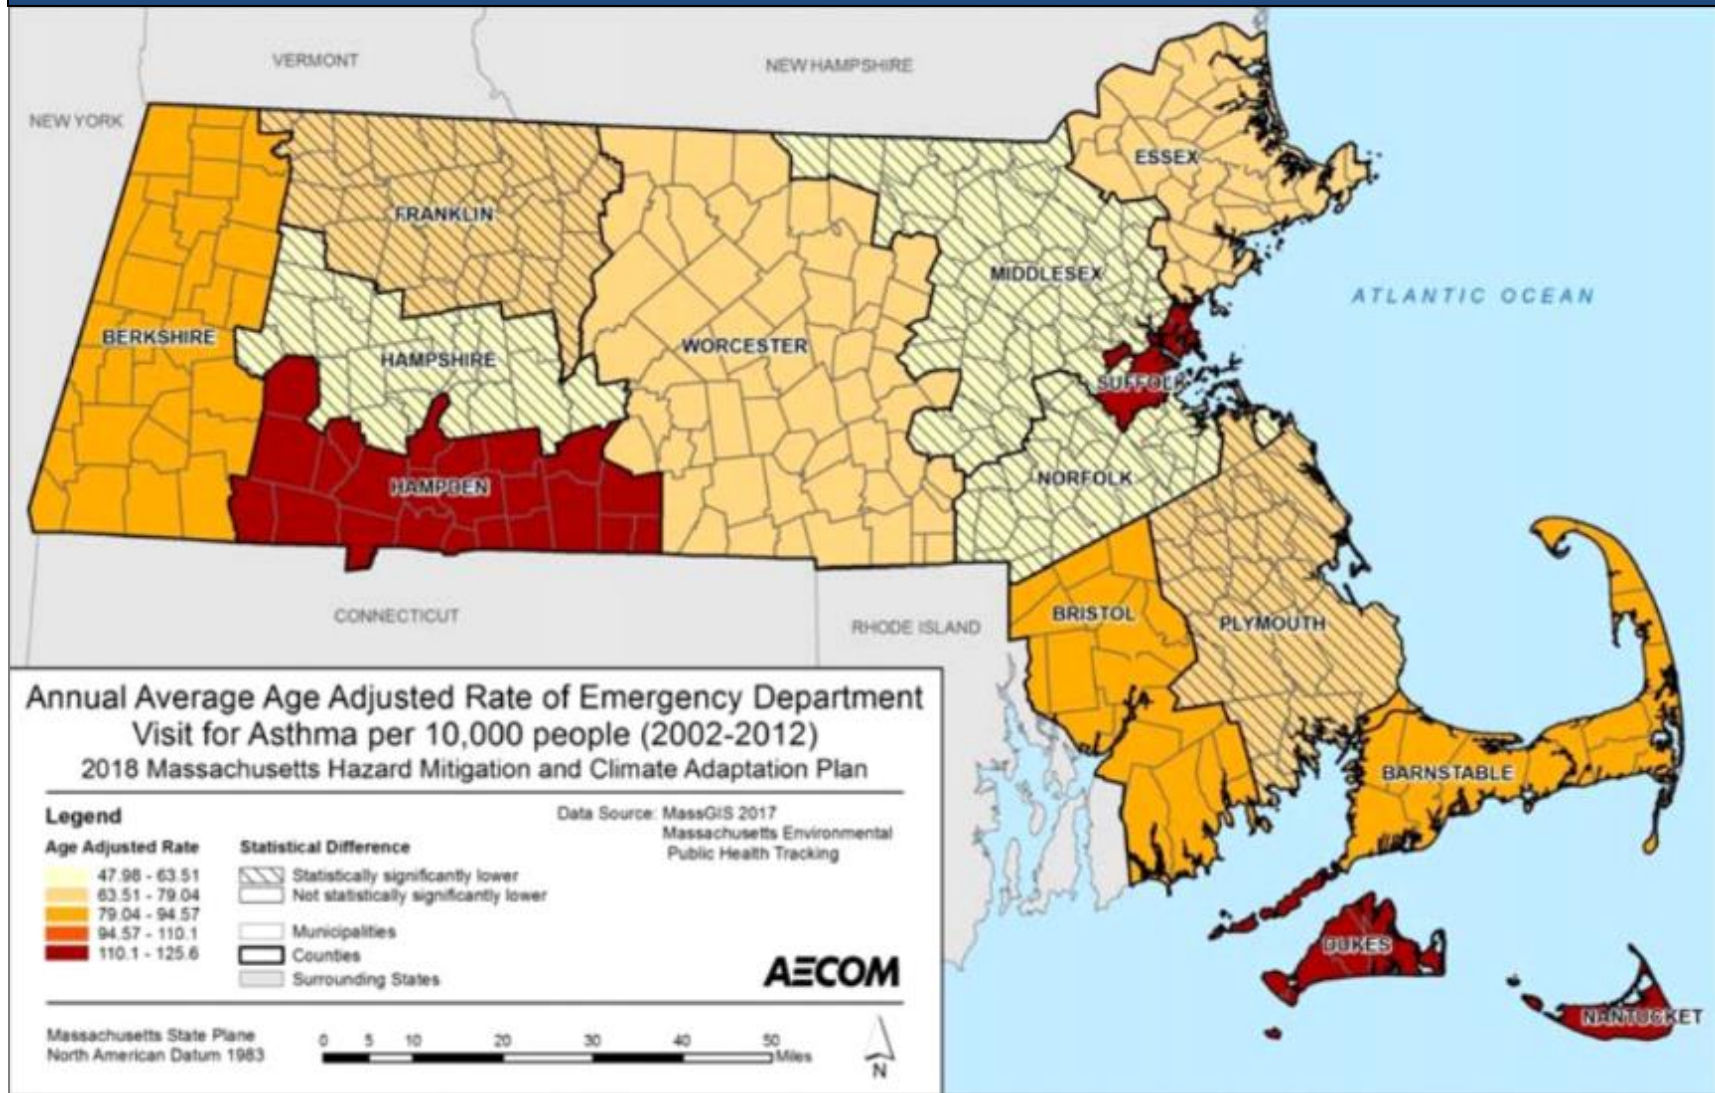 VERMONT
NEW HAMPSHIRE
NEW YORK
ESSEX
FRANKLIN
MIDDLESEX
ATLANTIC OCEAN
BERKSHIRE
HAMPSHIRE
WORCESTER
SUFFOLK
HAMPDEN
NORFOLK
CONNECTICUT
RHODE ISLAND
BRISTOL
PLYMOUTH
BARNSTABLE
DUKES
NANTUCKET
Annual Average Age Adjusted Rate of Emergency Department
Visit for Asthma per 10,000 people (2002-2012)
2018 Massachusetts Hazard Mitigation and Climate Adaptation Plan
Legend
Age Adjusted Rate
47.98 - 63.51
63.51 - 79.04
79.04 - 94.57
94.57 - 110.1
110.1 - 125.6
Statistical Difference
Statistically significantly lower
Not statistically significantly lower
Municipalities
Counties
Surrounding States
Data Source: MassGIS 2017
Massachusetts Environmental
Public Health Tracking
AECOM
Massachusetts State Plane
North American Datum 1983
0 5 10 20 30 40 50 Miles
N